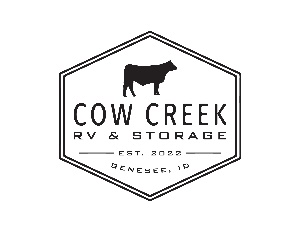 COW CREEK
RV & STORAGE
EST. 2022
GENESEE, ID